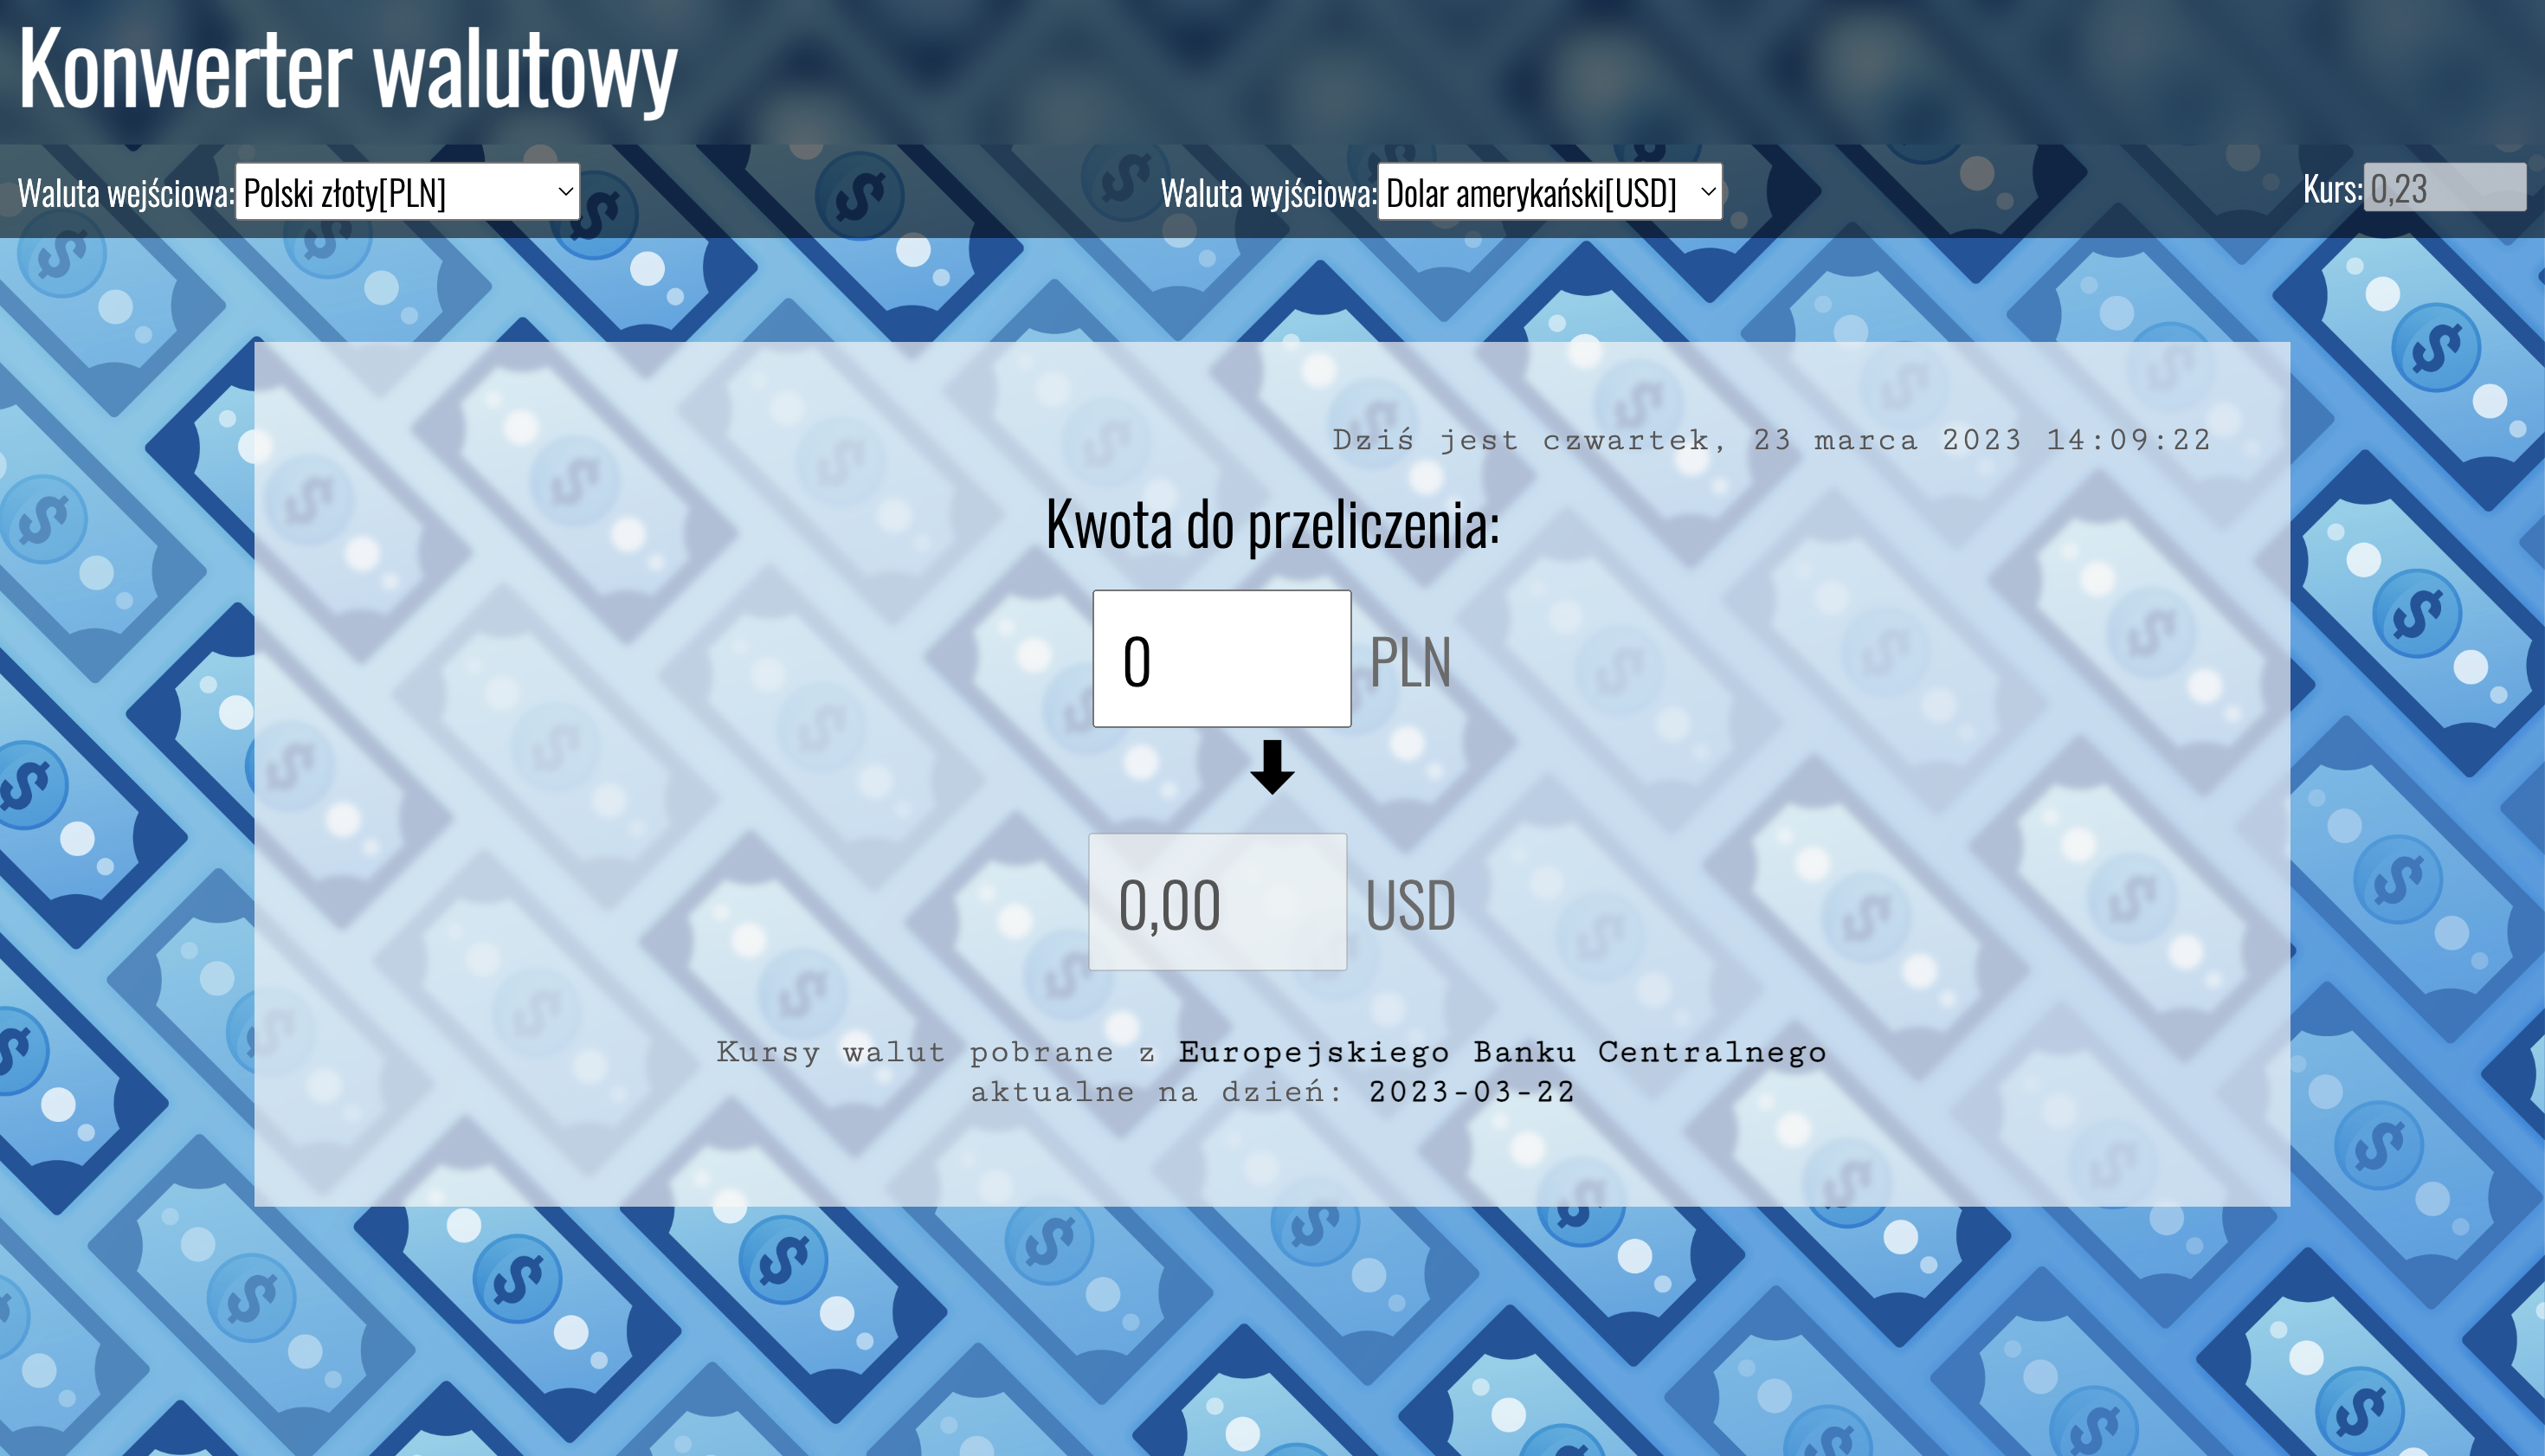 Konwerter walutowy
Waluta wejściowa: Polski złoty[PLN] Waluta wyjściowa: Dolar amerykański[USD] Kurs: 0,23
Dziś jest czwartek, 23 marca 2023 14:09:22
Kwota do przeliczenia:
0 PLN
0,00 USD
Kursy walut pobrane z Europejskiego Banku Centralnego
aktualne na dzień: 2023-03-22